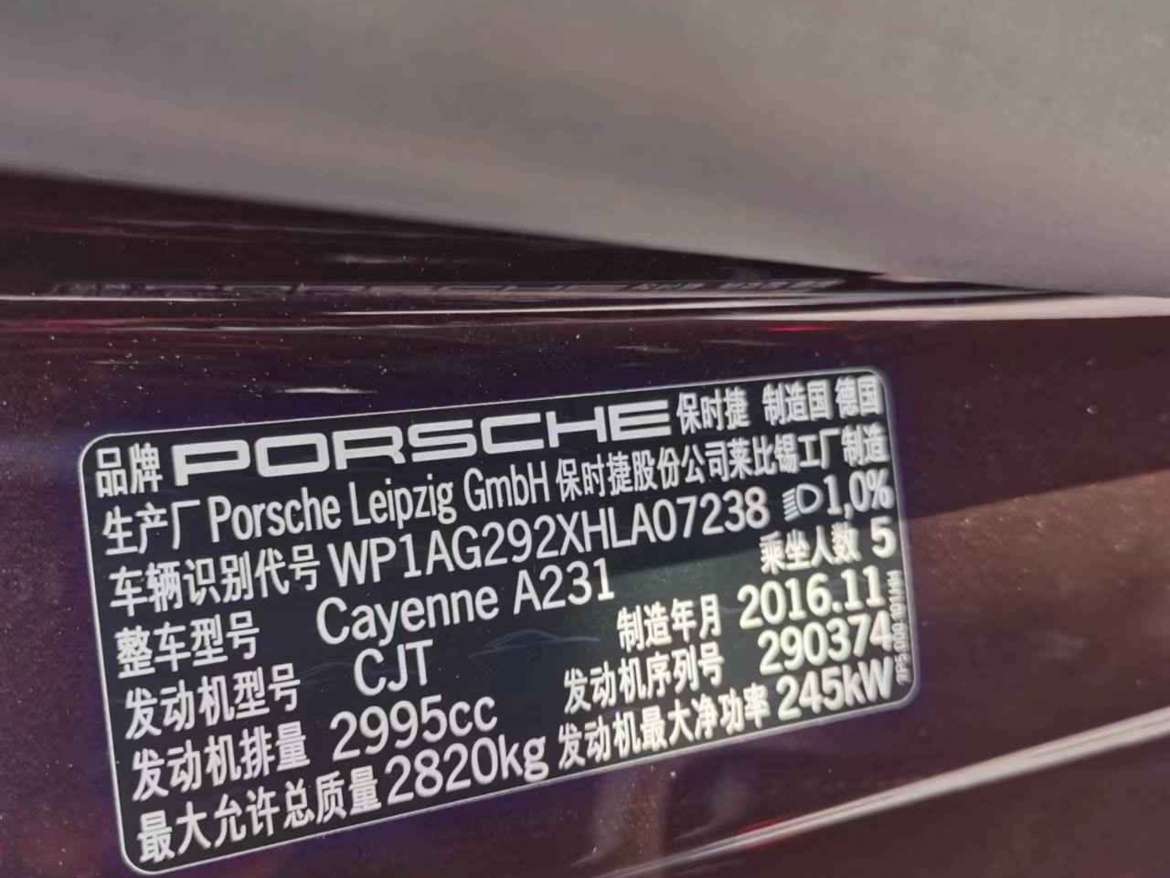 品牌 PORSCHE 保时捷 制造国 德国
生产厂 Porsche Leipzig GmbH 保时捷股份公司莱比锡工厂制造
车辆识别代号 WP1AG292XHLA07238 1,0%
整车型号 Cayenne A231 乘坐人数 5
制造年月 2016.11
发动机型号 CJT 发动机序列号 290374
发动机排量 2995cc 发动机最大净功率 245kW
最大允许总质量 2820kg